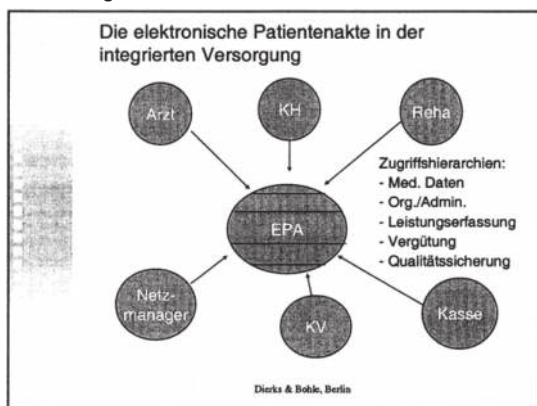 Die elektronische Patientenakte in der
integrierten Versorgung
Arzt
KH
Reha
Zugriffshierarchien:
- Med. Daten
- Org./Admin.
- Leistungserfassung
- Vergütung
- Qualitätssicherung
EPA
Netz-
manager
KV
Kasse
Dierks & Bohle, Berlin